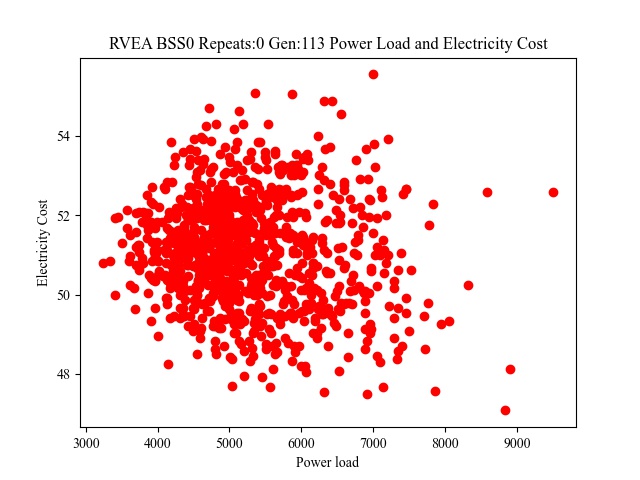 RVEA BSS0 Repeats:0 Gen:113 Power Load and Electricity Cost
54
52
50
48
Electricity Cost
3000 4000 5000 6000 7000 8000 9000
Power load